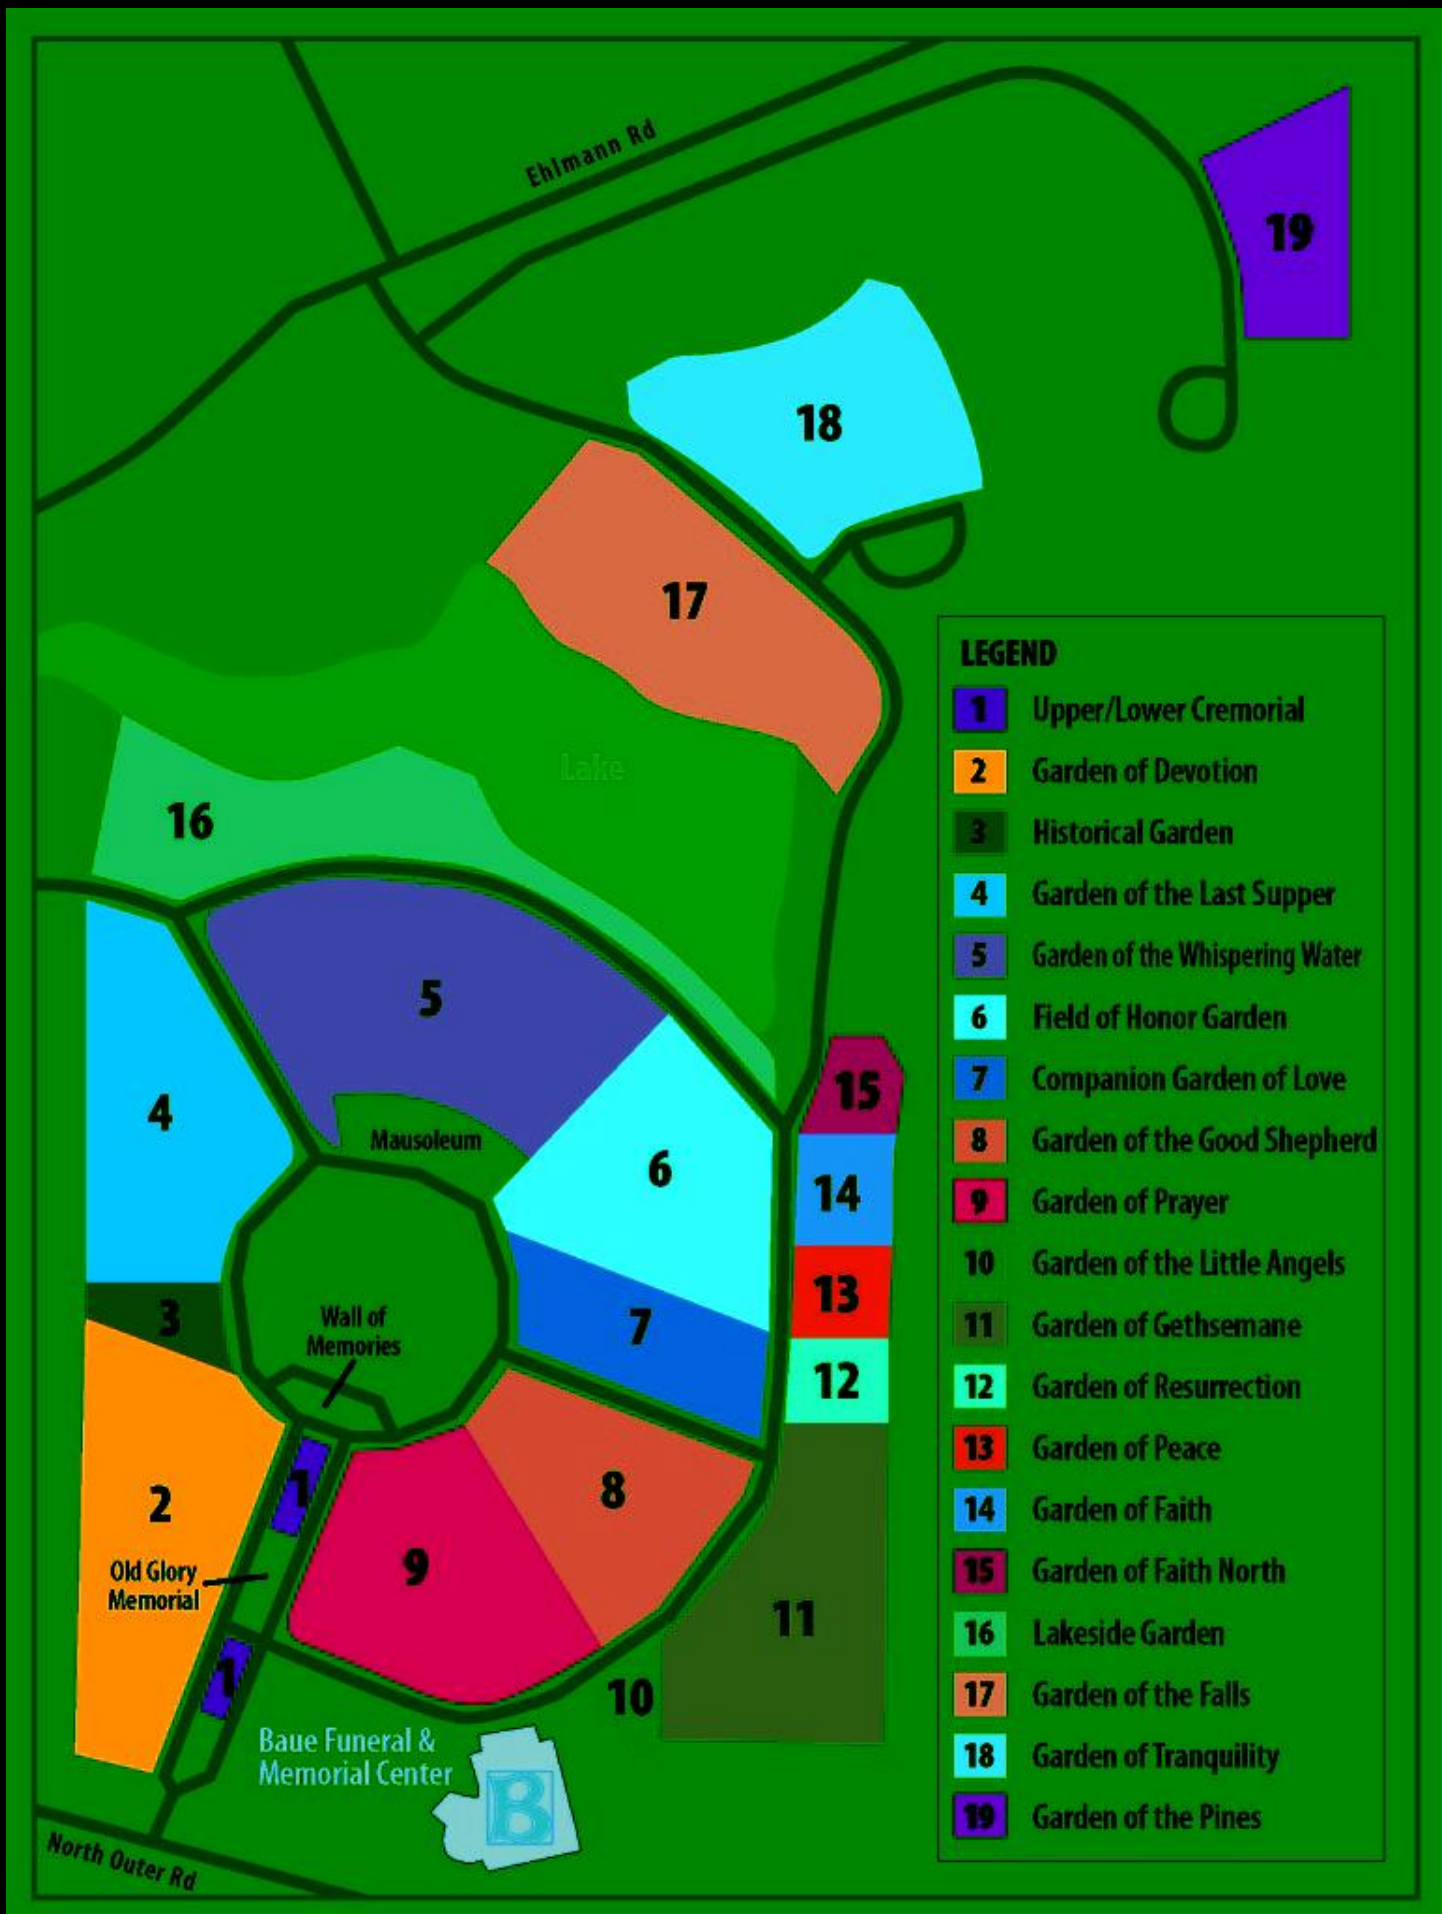 Ehlmann Rd
19
18
17
Lake
16
5
4
Mausoleum
6
15
14
13
12
3
Wall of
Memories
7
2
1
8
9
Old Glory
Memorial
11
1
10
Baue Funeral &
Memorial Center
B
North Outer Rd
LEGEND
1 Upper/Lower Cremorial
2 Garden of Devotion
3 Historical Garden
4 Garden of the Last Supper
5 Garden of the Whispering Water
6 Field of Honor Garden
7 Companion Garden of Love
8 Garden of the Good Shepherd
9 Garden of Prayer
10 Garden of the Little Angels
11 Garden of Gethsemane
12 Garden of Resurrection
13 Garden of Peace
14 Garden of Faith
15 Garden of Faith North
16 Lakeside Garden
17 Garden of the Falls
18 Garden of Tranquility
19 Garden of the Pines